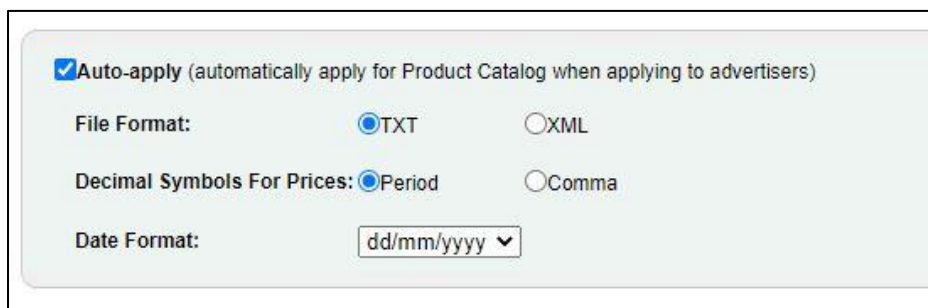 Auto-apply (automatically apply for Product Catalog when applying to advertisers)
File Format: TXT XML
Decimal Symbols For Prices: Period Comma
Date Format: dd/mm/yyyy